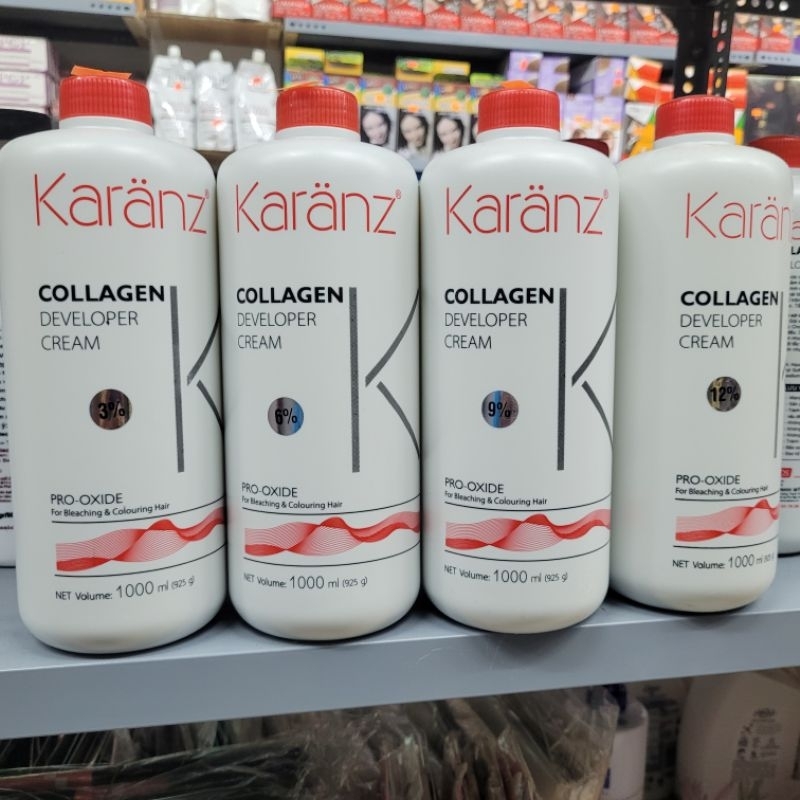 Karänz®
COLLAGEN
DEVELOPER
CREAM
3%
PRO-OXIDE
For Bleaching & Colouring Hair
NET Volume: 1000 ml (925 g)
Karänz®
COLLAGEN
DEVELOPER
CREAM
6%
PRO-OXIDE
For Bleaching & Colouring Hair
NET Volume: 1000 ml (925 g)
Karänz®
COLLAGEN
DEVELOPER
CREAM
9%
PRO-OXIDE
For Bleaching & Colouring Hair
NET Volume: 1000 ml (925 g)
Karän
COLLAGEN
DEVELOPER
CREAM
12%
PRO-OXIDE
For Bleaching & Colouring Hair
NET Volume: 1000 ml